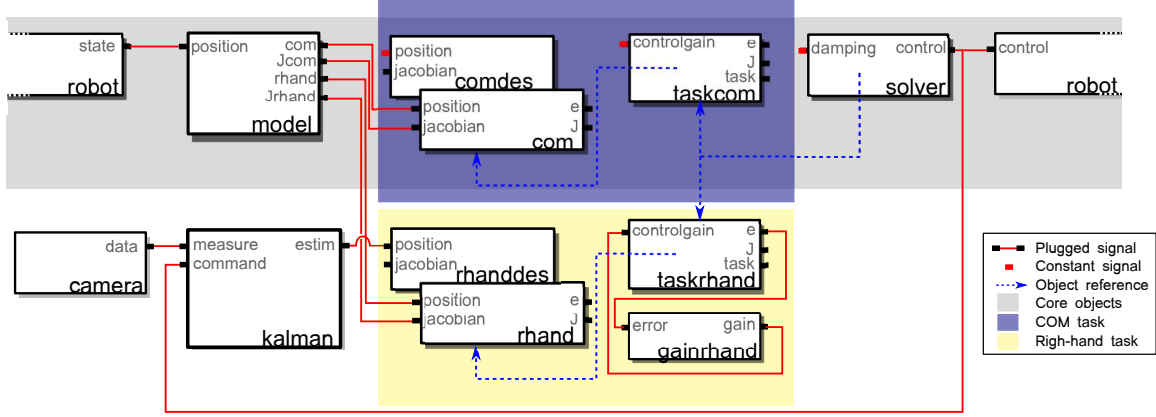 state
robot
position
com
Jcom
rhand
Jrhand
model
position
jacobian
comdes
position
e
jacobian
J
com
controlgain
e
J
task
taskcom
damping
control
solver
control
robot
data
camera
measure
estim
command
kalman
position
jacobian
rhanddes
position
e
jacobian
J
rhand
controlgain
e
J
task
taskrhand
error
gain
gainrhand
Plugged signal
Constant signal
Object reference
Core objects
COM task
Righ-hand task